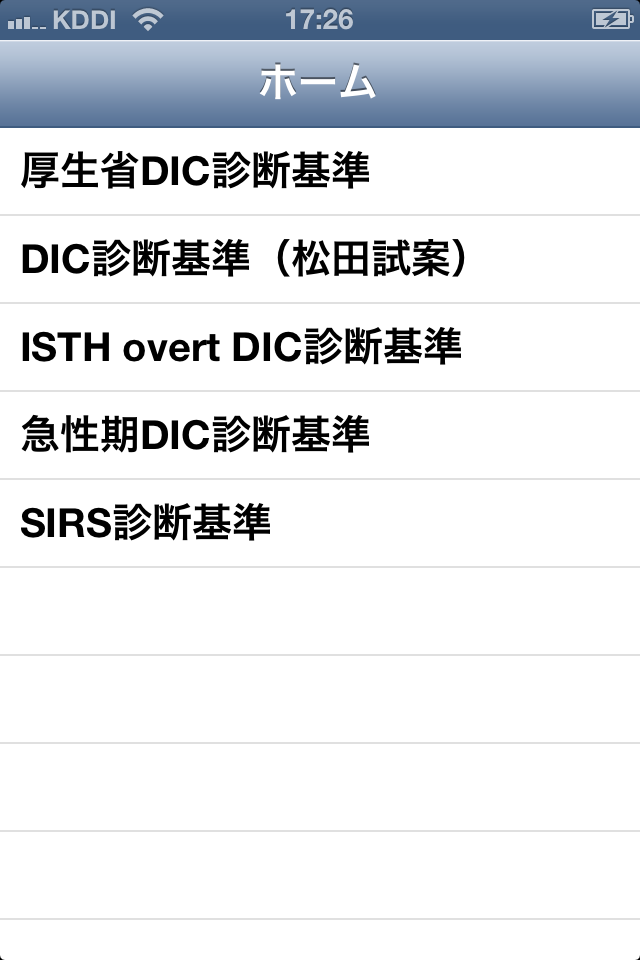 KDDI 17:26
ホーム
厚生省DIC診断基準
DIC診断基準（松田試案）
ISTH overt DIC診断基準
急性期DIC診断基準
SIRS診断基準